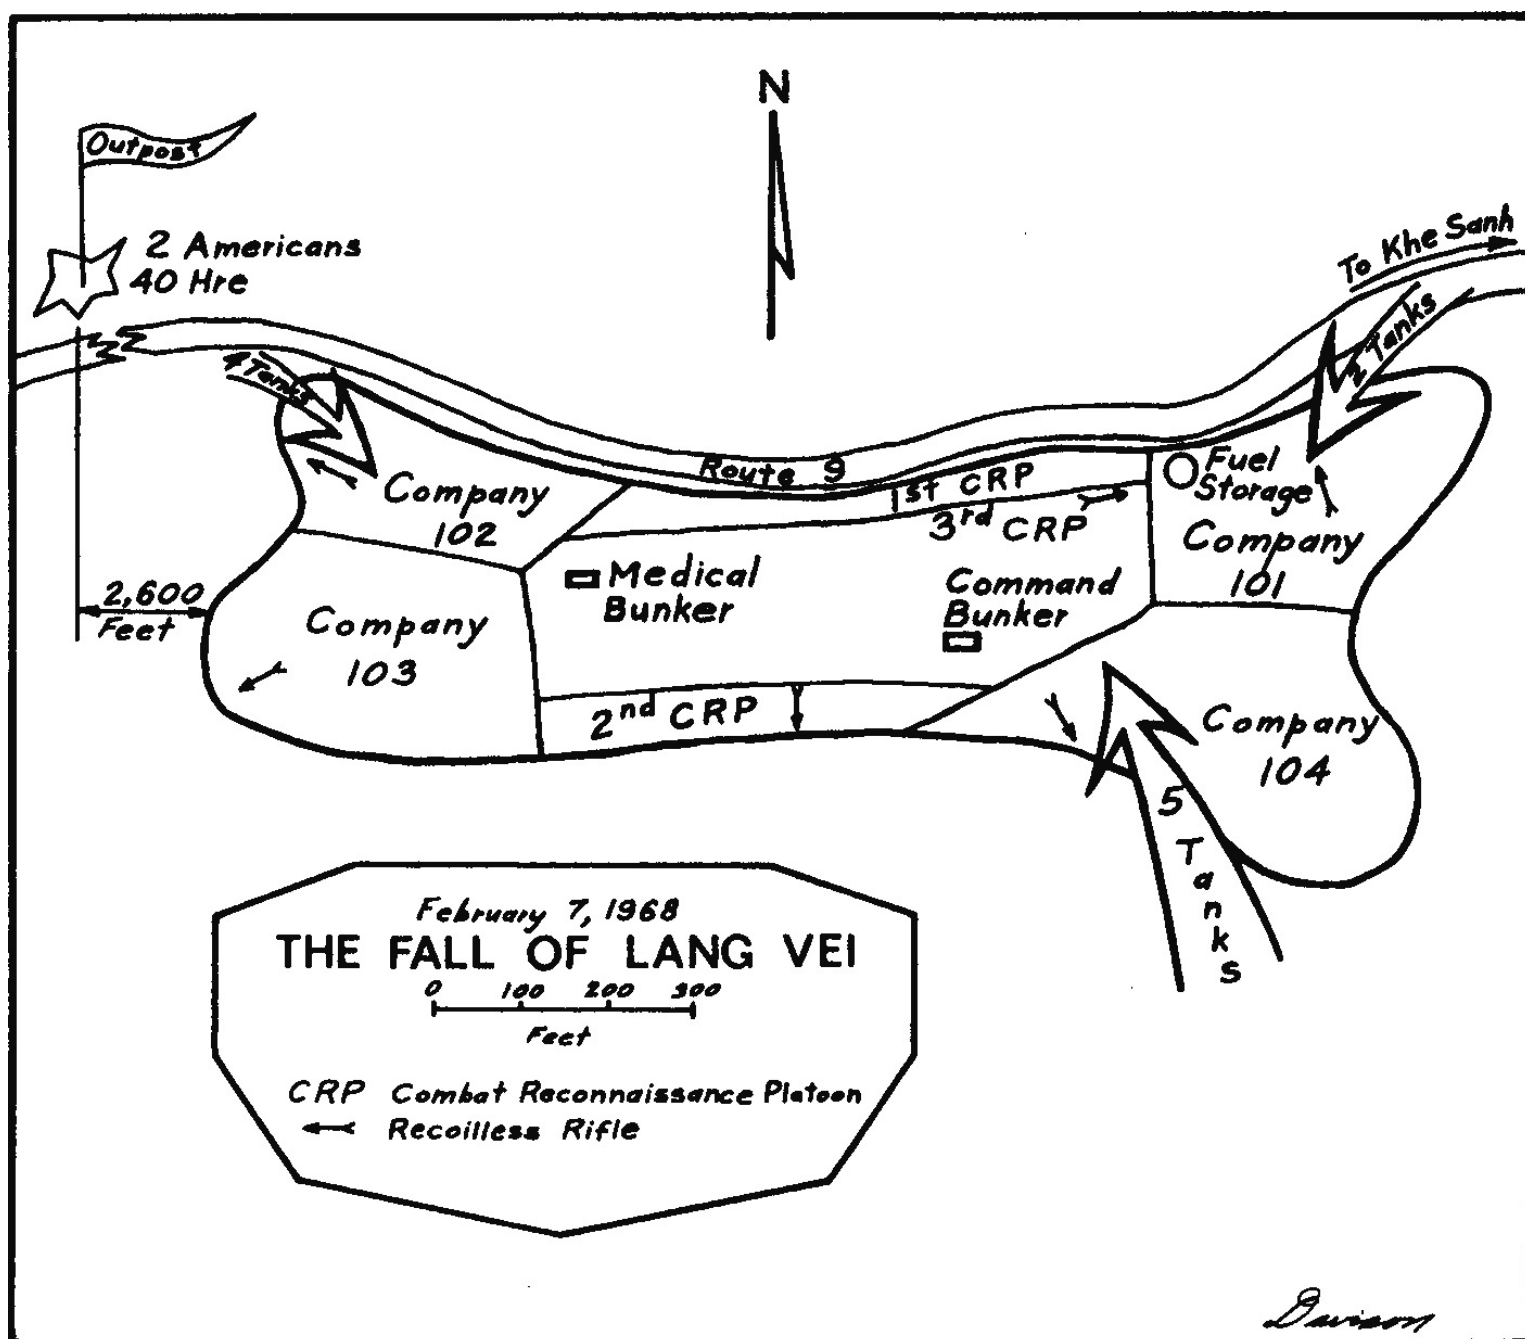 N
Outpost
2 Americans
40 Hre
To Khe Sanh
4 Tanks
2 Tanks
Route 9
Fuel
Storage
1st CRP
3rd CRP
Company
102
Company
101
Medical
Bunker
Command
Bunker
2,600
Feet
Company
103
2nd CRP
Company
104
5
Tanks
February 7, 1968
THE FALL OF LANG VEI
0 100 200 300
Feet
CRP Combat Reconnaissance Platoon
Recoilless Rifle
Davison